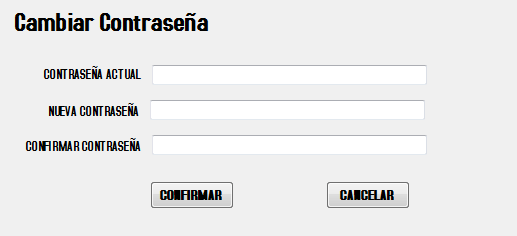 Cambiar Contraseña
CONTRASEÑA ACTUAL
NUEVA CONTRASEÑA
CONFIRMAR CONTRASEÑA
CONFIRMAR CANCELAR